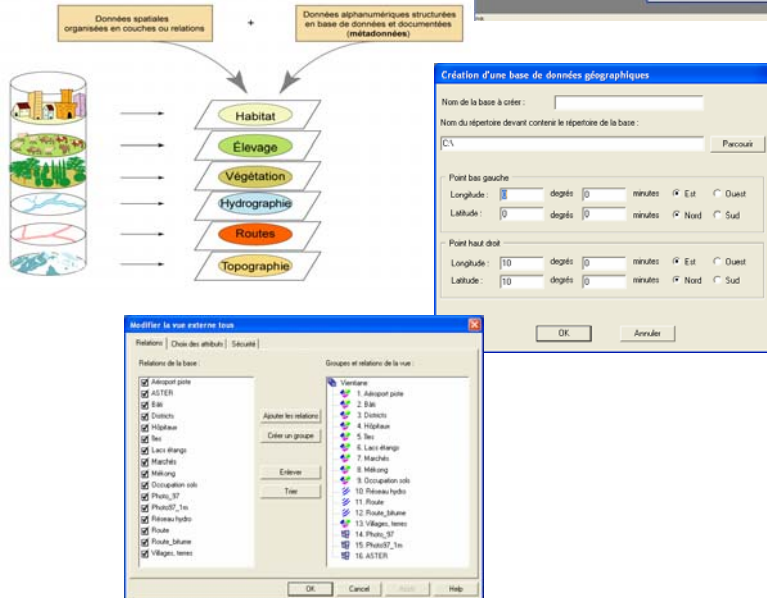 Données spatiales
organisées en couches ou relations
+
Données alphanumériques structurées
en base de données et documentées
(métadonnées)
Habitat
Élevage
Végétation
Hydrographie
Routes
Topographie
Création d'une base de données géographiques
Nom de la base à créer :
Nom du répertoire devant contenir le répertoire de la base :
C:\
Parcourir
Point bas gauche
Longitude : 0 degrés 0 minutes Est Ouest
Latitude : 0 degrés 0 minutes Nord Sud
Point haut droit
Longitude : 10 degrés 0 minutes Est Ouest
Latitude : 10 degrés 0 minutes Nord Sud
OK Annuler
Modifier la vue externe tous
Relations Choix des attributs Sécurité
Relations de la base :
Aéroport piste
ASTER
Bân
Districts
Hôpitaux
Îles
Lacs étangs
Marchés
Mékong
Occupation sols
Photo_97
Photo97_1m
Réseau hydro
Route
Route_bitume
Villages, terres
Ajouter les relations
Créer un groupe
Enlever
Trier
Groupes et relations de la vue :
Vientiane
1. Aéroport piste
2. Bân
3. Districts
4. Hôpitaux
5. Îles
6. Lacs étangs
7. Marchés
8. Mékong
9. Occupation sols
10. Réseau hydro
11. Route
12. Route_bitume
13. Villages, terres
14. Photo_97
15. Photo97_1m
16. ASTER
OK Cancel Help